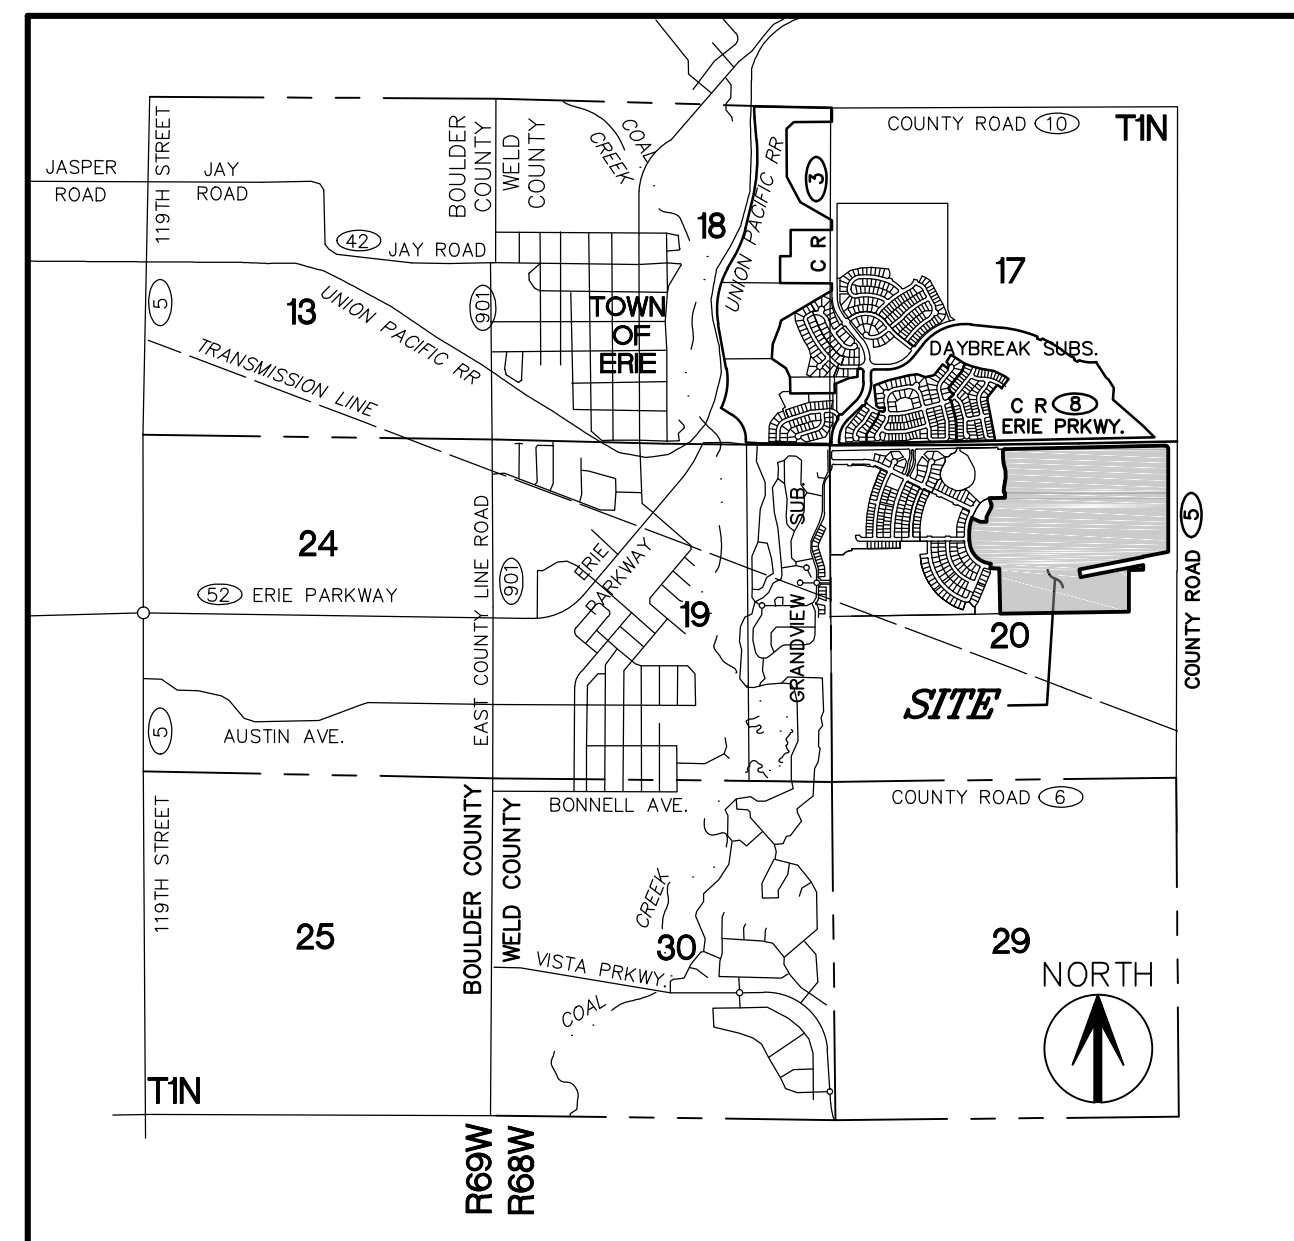 COUNTY ROAD 10
T1N
119TH STREET
BOULDER
COUNTY
WELD
COUNTY
COAL
CREEK
UNION PACIFIC RR
3
C R
JASPER
ROAD
JAY
ROAD
42 JAY ROAD
18
17
5
13
UNION PACIFIC RR
901
TOWN
OF
ERIE
TRANSMISSION LINE
DAYBREAK SUBS.
C R 8
ERIE PRKWY.
24
52 ERIE PARKWAY
EAST COUNTY LINE ROAD
901
ERIE
PARKWAY
19
GRANDVIEW SUB.
20
SITE
COUNTY ROAD 5
5
AUSTIN AVE.
BONNELL AVE.
COUNTY ROAD 6
119TH STREET
BOULDER COUNTY
WELD COUNTY
25
CREEK
30
29
VISTA PRKWY.
COAL
NORTH
T1N
R69W
R68W